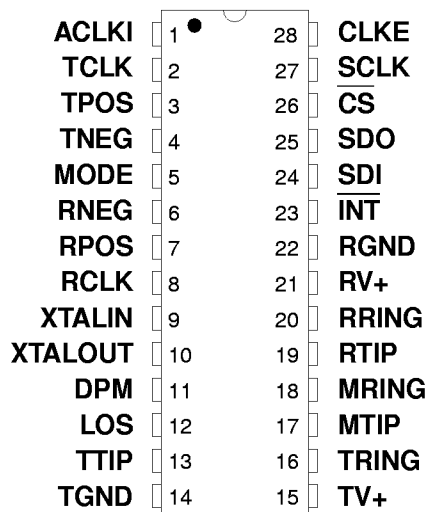 ACLKI 1 28 CLKE
TCLK 2 27 SCLK
TPOS 3 26 C̅S̅
TNEG 4 25 SDO
MODE 5 24 SDI
RNEG 6 23 I̅N̅T̅
RPOS 7 22 RGND
RCLK 8 21 RV+
XTALIN 9 20 RRING
XTALOUT 10 19 RTIP
DPM 11 18 MRING
LOS 12 17 MTIP
TTIP 13 16 TRING
TGND 14 15 TV+